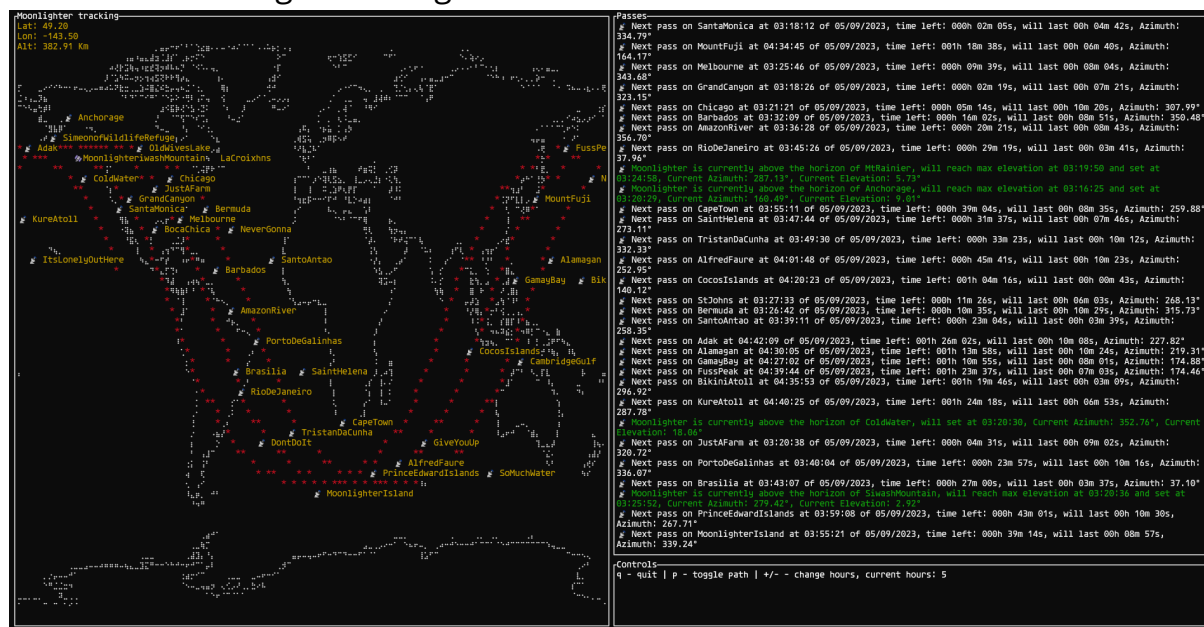 Moonlighter tracking
Lat: 49.20
Lon: -143.50
Alt: 382.91 Km
Anchorage
SimeonofWildlifeRefuge
OldWivesLake
Adak
FussPe
MoonlighteriwashMountain
LaCroixhns
ColdWater
Chicago
N
JustAFarm
GrandCanyon
MountFuji
SantaMonica
Bermuda
KureAtoll
Melbourne
BocaChica
NeverGonna
ItsLonelyOutHere
SantoAntao
Alamagan
Barbados
GamayBay
Bik
AmazonRiver
PortoDeGalinhas
CocosIslands
CambridgeGulf
Brasilia
SaintHelena
RioDeJaneiro
CapeTown
TristanDaCunha
DontDoIt
GiveYouUp
AlfredFaure
PrinceEdwardIslands
SoMuchWater
MoonlighterIsland
Passes
Next pass on SantaMonica at 03:18:12 of 05/09/2023, time left: 000h 02m 05s, will last 00h 04m 42s, Azimuth:
334.79°
Next pass on MountFuji at 04:34:45 of 05/09/2023, time left: 001h 18m 38s, will last 00h 06m 40s, Azimuth:
164.17°
Next pass on Melbourne at 03:25:46 of 05/09/2023, time left: 000h 09m 39s, will last 00h 08m 04s, Azimuth:
343.68°
Next pass on GrandCanyon at 03:18:26 of 05/09/2023, time left: 000h 02m 19s, will last 00h 07m 21s, Azimuth:
323.15°
Next pass on Chicago at 03:21:21 of 05/09/2023, time left: 000h 05m 14s, will last 00h 10m 20s, Azimuth: 307.99°
Next pass on Barbados at 03:32:09 of 05/09/2023, time left: 000h 16m 02s, will last 00h 08m 51s, Azimuth: 350.48°
Next pass on AmazonRiver at 03:36:28 of 05/09/2023, time left: 000h 20m 21s, will last 00h 08m 43s, Azimuth:
356.70°
Next pass on RioDeJaneiro at 03:45:26 of 05/09/2023, time left: 000h 29m 19s, will last 00h 03m 41s, Azimuth:
37.96°
Moonlighter is currently above the horizon of MtRainier, will reach max elevation at 03:19:50 and set at
03:24:58, Current Azimuth: 287.13°, Current Elevation: 5.73°
Moonlighter is currently above the horizon of Anchorage, will reach max elevation at 03:16:25 and set at
03:20:29, Current Azimuth: 160.49°, Current Elevation: 9.01°
Next pass on CapeTown at 03:55:11 of 05/09/2023, time left: 000h 39m 04s, will last 00h 08m 35s, Azimuth: 259.88°
Next pass on SaintHelena at 03:47:44 of 05/09/2023, time left: 000h 31m 37s, will last 00h 07m 46s, Azimuth:
273.11°
Next pass on TristanDaCunha at 03:49:30 of 05/09/2023, time left: 000h 33m 23s, will last 00h 10m 12s, Azimuth:
332.33°
Next pass on AlfredFaure at 04:01:48 of 05/09/2023, time left: 000h 45m 41s, will last 00h 10m 23s, Azimuth:
252.95°
Next pass on CocosIslands at 04:20:23 of 05/09/2023, time left: 001h 04m 16s, will last 00h 00m 43s, Azimuth:
140.12°
Next pass on StJohns at 03:27:33 of 05/09/2023, time left: 000h 11m 26s, will last 00h 06m 03s, Azimuth: 268.13°
Next pass on Bermuda at 03:26:42 of 05/09/2023, time left: 000h 10m 35s, will last 00h 10m 29s, Azimuth: 315.73°
Next pass on SantoAntao at 03:39:11 of 05/09/2023, time left: 000h 23m 04s, will last 00h 03m 39s, Azimuth:
258.35°
Next pass on Adak at 04:42:09 of 05/09/2023, time left: 001h 26m 02s, will last 00h 10m 08s, Azimuth: 227.82°
Next pass on Alamagan at 04:30:05 of 05/09/2023, time left: 001h 13m 58s, will last 00h 10m 24s, Azimuth: 219.31°
Next pass on GamayBay at 04:27:02 of 05/09/2023, time left: 001h 10m 55s, will last 00h 08m 01s, Azimuth: 174.88°
Next pass on FussPeak at 04:39:44 of 05/09/2023, time left: 001h 23m 37s, will last 00h 07m 03s, Azimuth: 174.46°
Next pass on BikiniAtoll at 04:35:53 of 05/09/2023, time left: 001h 19m 46s, will last 00h 03m 09s, Azimuth:
296.92°
Next pass on KureAtoll at 04:40:25 of 05/09/2023, time left: 001h 24m 18s, will last 00h 06m 53s, Azimuth:
287.78°
Moonlighter is currently above the horizon of ColdWater, will set at 03:20:30, Current Azimuth: 352.76°, Current
Elevation: 18.06°
Next pass on JustAFarm at 03:20:38 of 05/09/2023, time left: 000h 04m 31s, will last 00h 09m 02s, Azimuth:
320.72°
Next pass on PortoDeGalinhas at 03:40:04 of 05/09/2023, time left: 000h 23m 57s, will last 00h 10m 16s, Azimuth:
336.07°
Next pass on Brasilia at 03:43:07 of 05/09/2023, time left: 000h 27m 00s, will last 00h 03m 37s, Azimuth: 37.10°
Moonlighter is currently above the horizon of SiwashMountain, will reach max elevation at 03:20:36 and set at
03:25:52, Current Azimuth: 279.42°, Current Elevation: 2.92°
Next pass on PrinceEdwardIslands at 03:59:08 of 05/09/2023, time left: 000h 43m 01s, will last 00h 10m 30s,
Azimuth: 267.71°
Next pass on MoonlighterIsland at 03:55:21 of 05/09/2023, time left: 000h 39m 14s, will last 00h 08m 57s,
Azimuth: 339.24°
Controls
q - quit | p - toggle path | +/- - change hours, current hours: 5